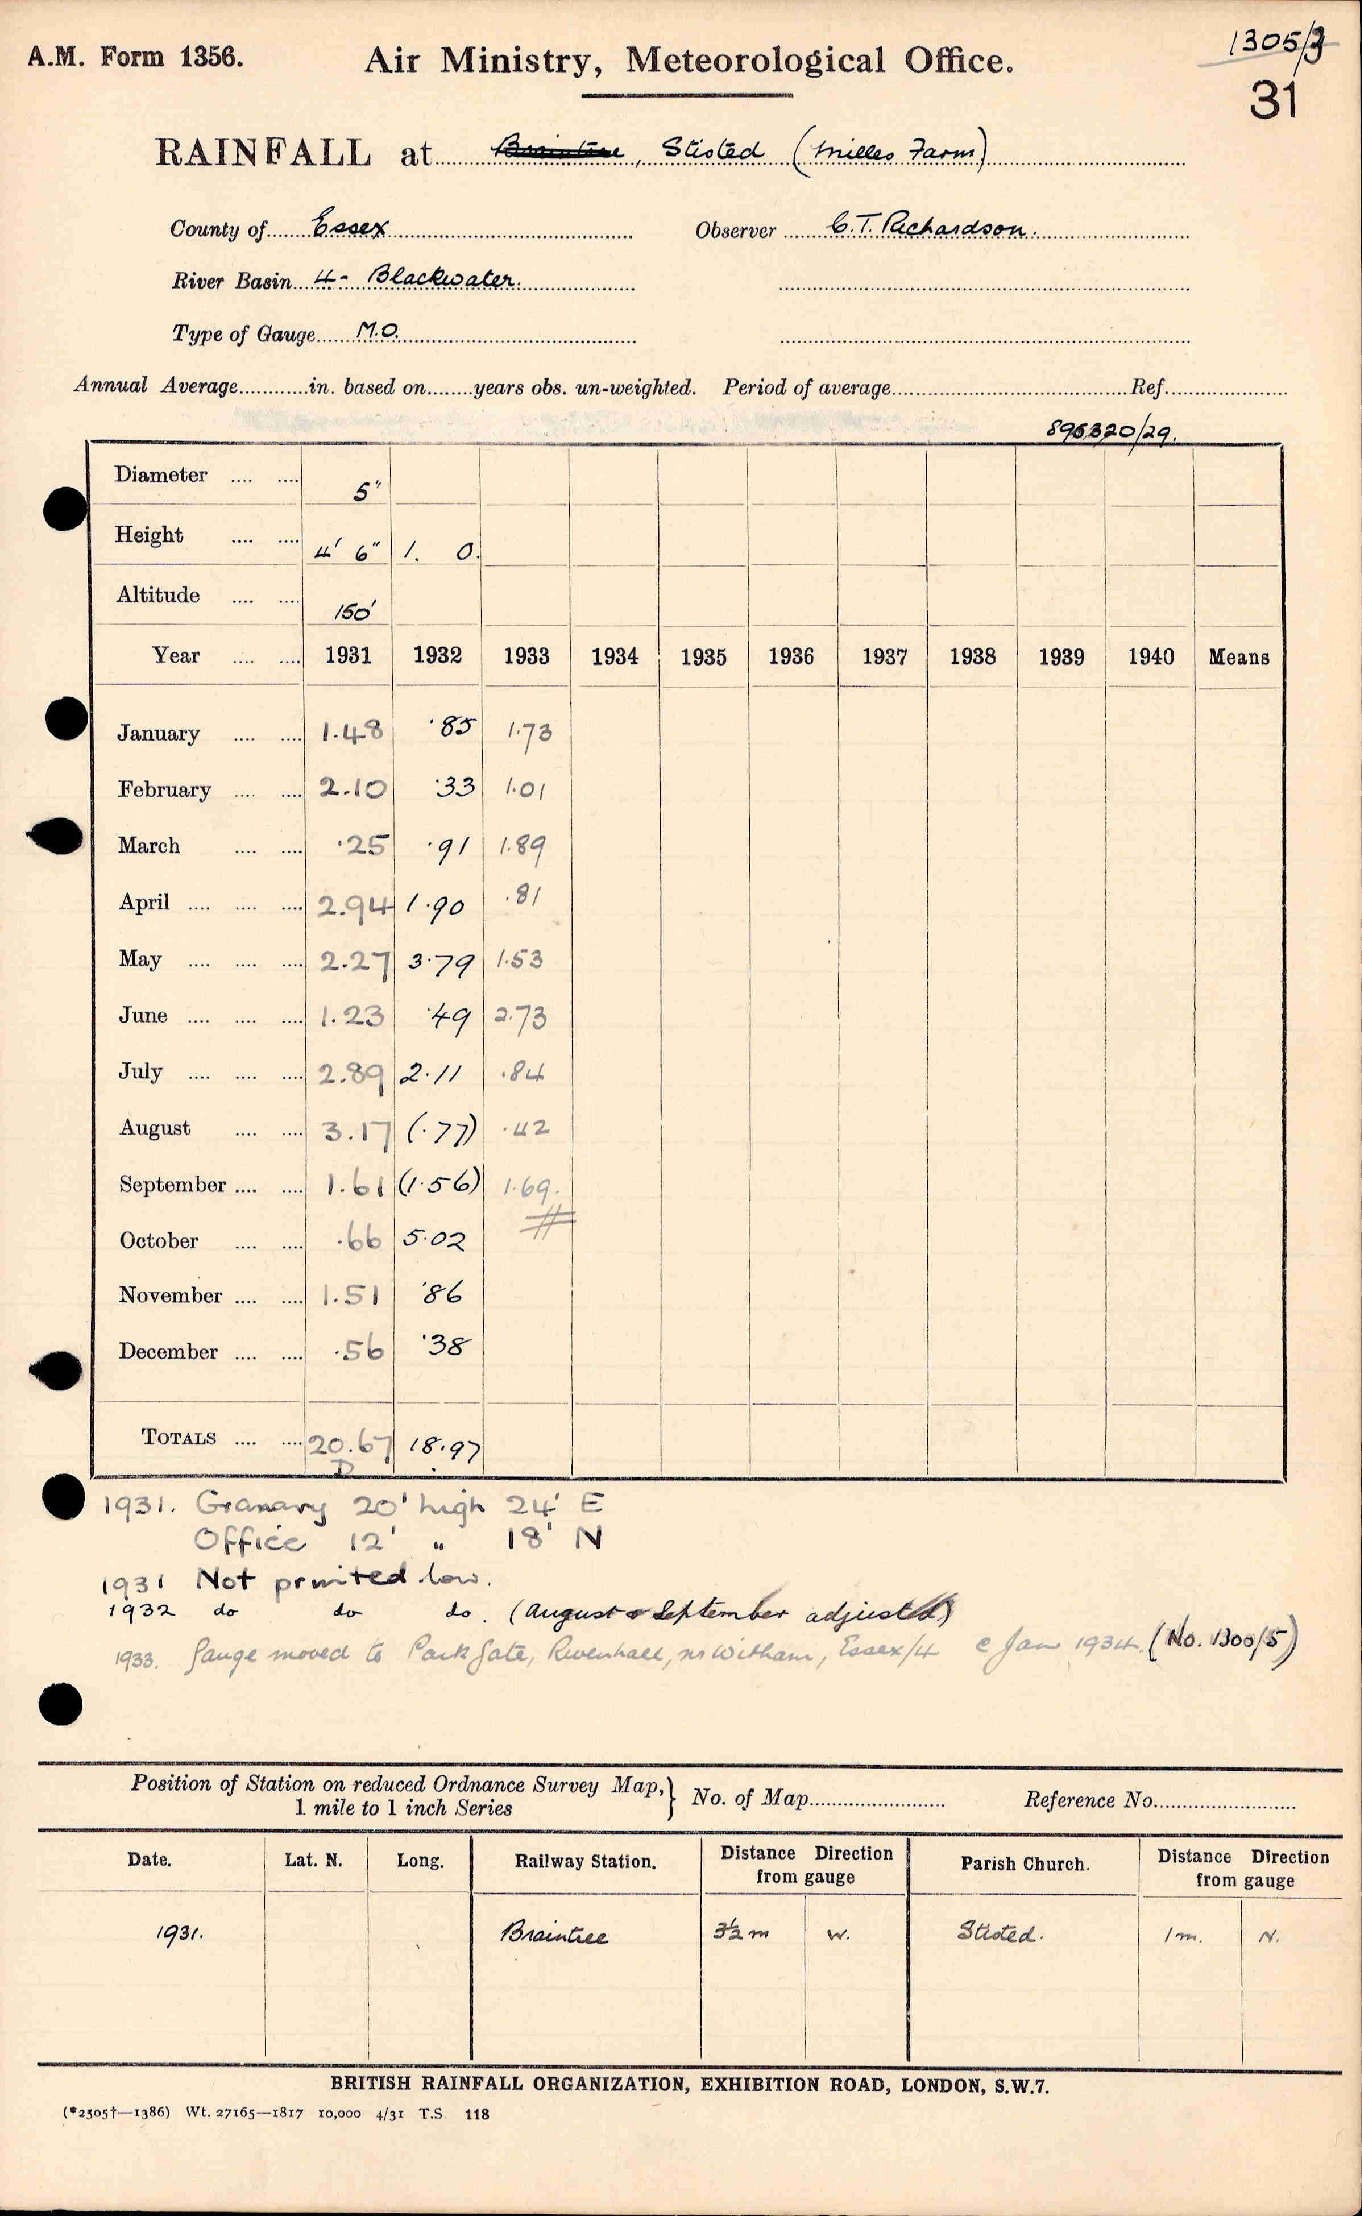 A.M. Form 1356.
Air Ministry, Meteorological Office.
1305/3
31
RAINFALL at Braintree, Stisted (Milles Farm)
County of Essex Observer C.T. Richardson.
River Basin 4- Blackwater.
Type of Gauge M.O.
Annual Average............in. based on........years obs. un-weighted. Period of average..........Ref..........
896320/29.
Diameter .... .... 5"
Height .... .... 4' 6" 1. 0.
Altitude .... .... 150'
Year .... .... 1931 1932 1933 1934 1935 1936 1937 1938 1939 1940 Means
January .... .... 1.48 .85 1.73
February .... .... 2.10 .33 1.01
March .... .... .25 .91 1.89
April .... .... .... 2.94 1.90 .81
May .... .... .... 2.27 3.79 1.53
June .... .... .... 1.23 .49 2.73
July .... .... .... 2.89 2.11 .84
August .... .... 3.17 (.77) .42
September .... .... 1.61 (1.56) 1.69.
October .... .... .66 5.02
November .... .... 1.51 .86
December .... .... .56 .38
TOTALS .... .... 20.67 18.97
D
1931. Granary 20' high 24' E
Office 12' " 18' N
1931 Not printed low.
1932 do do do. (August & September adjusted)
1933. Gauge moved to Park Gate, Rivenhall, nr Witham, Essex/4 c Jan 1934. (No. 1300/5)
Position of Station on reduced Ordnance Survey Map,} No. of Map............ Reference No............
1 mile to 1 inch Series
Date. Lat. N. Long. Railway Station. Distance Direction from gauge Parish Church. Distance Direction from gauge
1931. Braintree 3½ m W. Stisted. 1 m. N.
BRITISH RAINFALL ORGANIZATION, EXHIBITION ROAD, LONDON, S.W.7.
(*2505†—1386) Wt. 27165—1817 10,000 4/31 T.S. 118